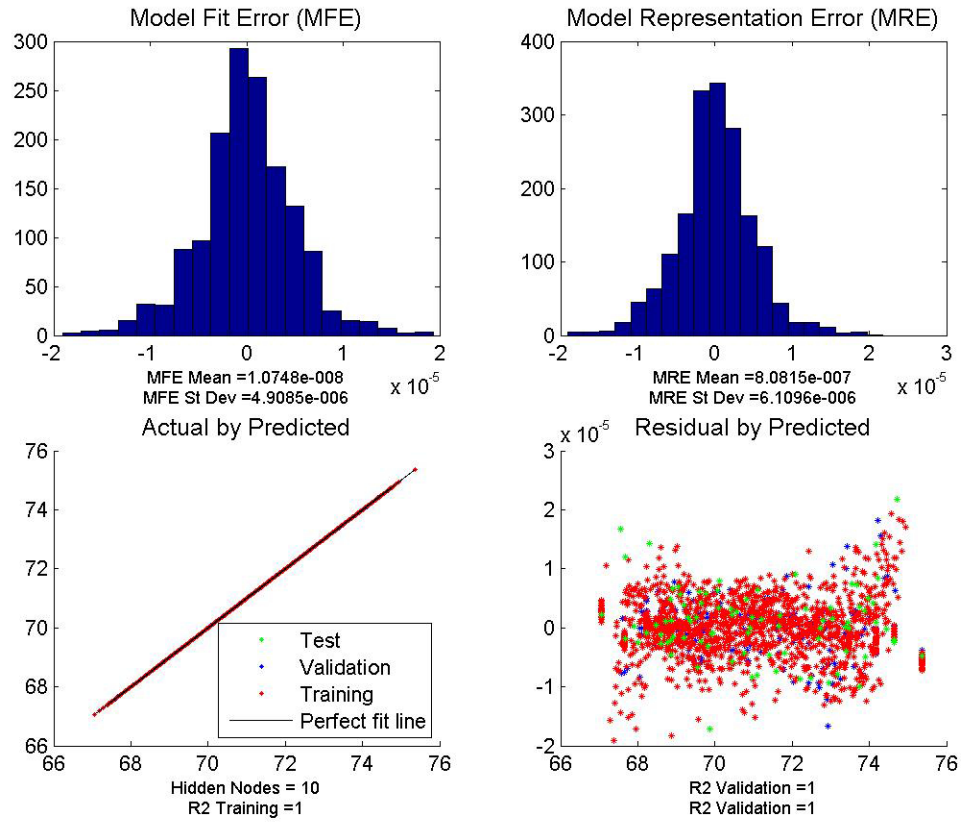 Model Fit Error (MFE)
300
250
200
150
100
50
0
-2
-1
0
1
2
x 10^-5
MFE Mean =1.0748e-008
MFE St Dev =4.9085e-006
Model Representation Error (MRE)
400
300
200
100
0
-2
-1
0
1
2
3
x 10^-5
MRE Mean =8.0815e-007
MRE St Dev =6.1096e-006
Actual by Predicted
76
74
72
70
68
66
66
68
70
72
74
76
Test
Validation
Training
Perfect fit line
Hidden Nodes = 10
R2 Training =1
Residual by Predicted
x 10^-5
3
2
1
0
-1
-2
66
68
70
72
74
76
R2 Validation =1
R2 Validation =1